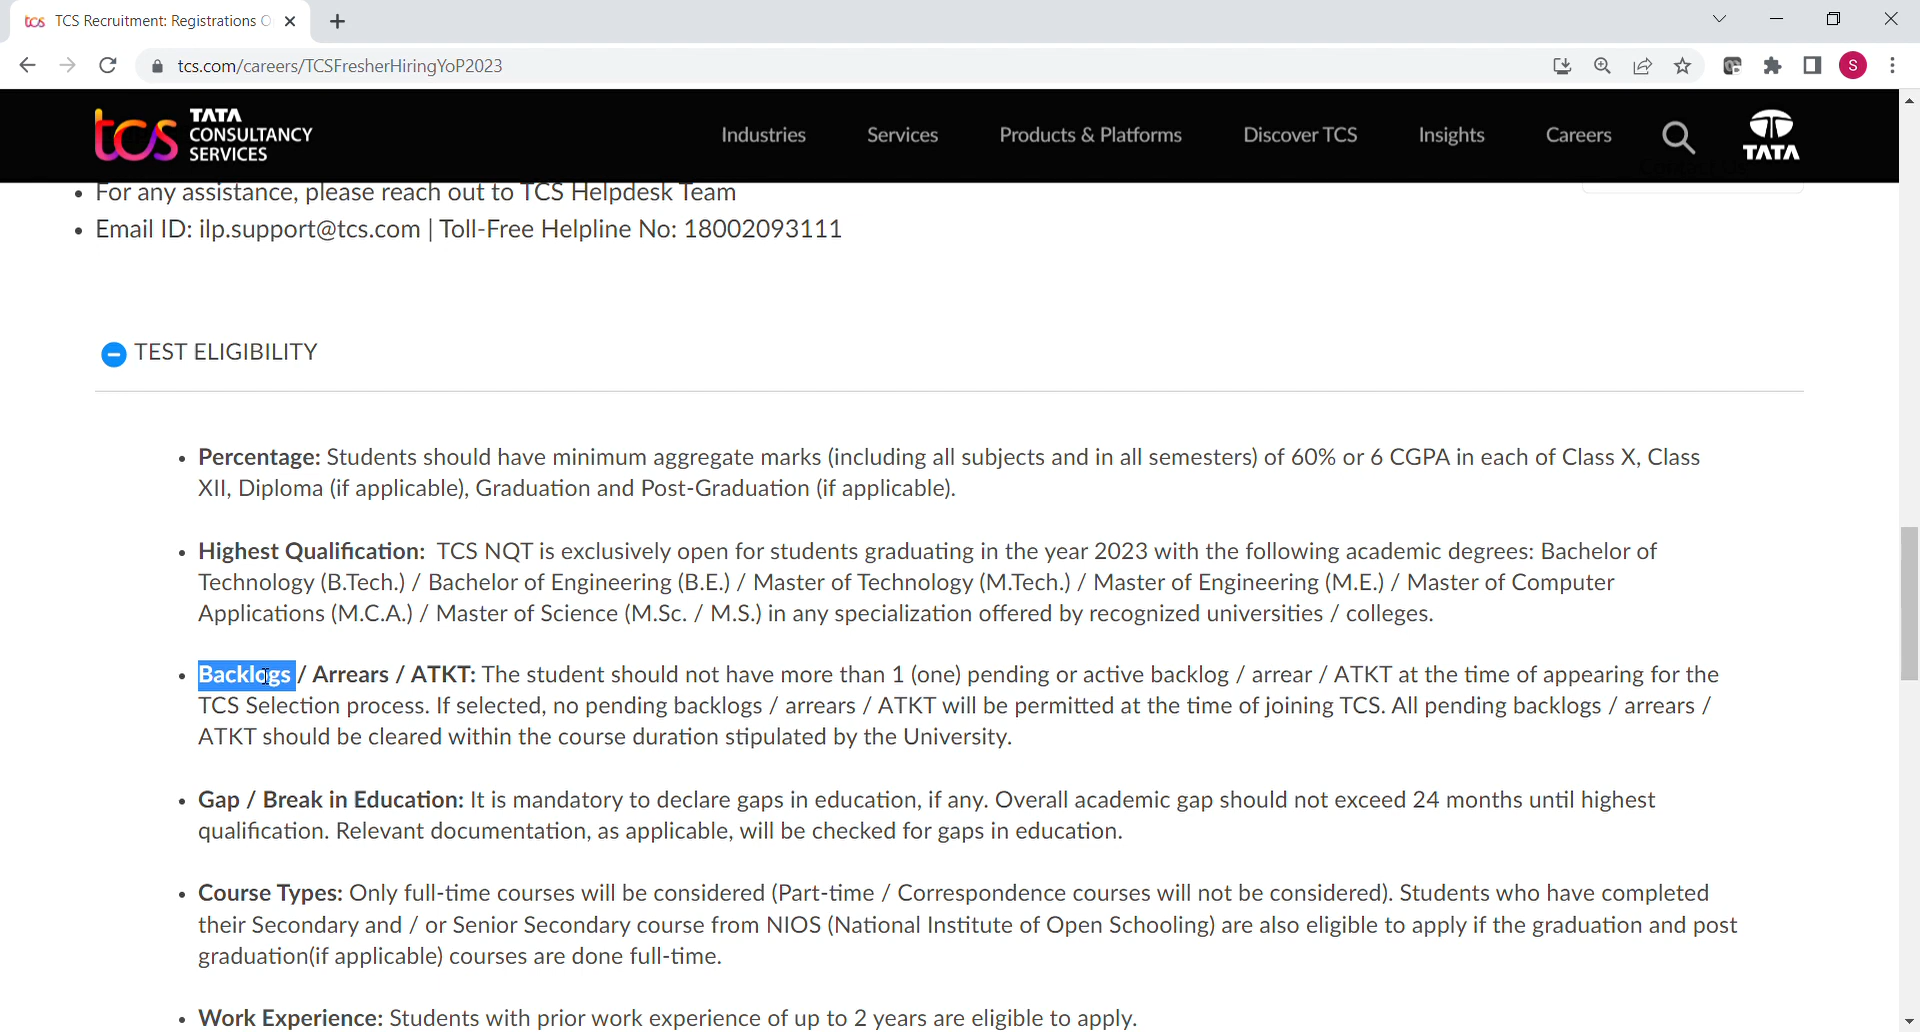 tcs TCS Recruitment: Registrations O
tcs.com/careers/TCSFresherHiringYoP2023
S
tcs TATA CONSULTANCY SERVICES
Industries Services Products & Platforms Discover TCS Insights Careers
TATA
• For any assistance, please reach out to TCS Helpdesk Team
• Email ID: ilp.support@tcs.com | Toll-Free Helpline No: 18002093111
TEST ELIGIBILITY
• Percentage: Students should have minimum aggregate marks (including all subjects and in all semesters) of 60% or 6 CGPA in each of Class X, Class
XII, Diploma (if applicable), Graduation and Post-Graduation (if applicable).
• Highest Qualification: TCS NQT is exclusively open for students graduating in the year 2023 with the following academic degrees: Bachelor of
Technology (B.Tech.) / Bachelor of Engineering (B.E.) / Master of Technology (M.Tech.) / Master of Engineering (M.E.) / Master of Computer
Applications (M.C.A.) / Master of Science (M.Sc. / M.S.) in any specialization offered by recognized universities / colleges.
• Backlogs / Arrears / ATKT: The student should not have more than 1 (one) pending or active backlog / arrear / ATKT at the time of appearing for the
TCS Selection process. If selected, no pending backlogs / arrears / ATKT will be permitted at the time of joining TCS. All pending backlogs / arrears /
ATKT should be cleared within the course duration stipulated by the University.
• Gap / Break in Education: It is mandatory to declare gaps in education, if any. Overall academic gap should not exceed 24 months until highest
qualification. Relevant documentation, as applicable, will be checked for gaps in education.
• Course Types: Only full-time courses will be considered (Part-time / Correspondence courses will not be considered). Students who have completed
their Secondary and / or Senior Secondary course from NIOS (National Institute of Open Schooling) are also eligible to apply if the graduation and post
graduation(if applicable) courses are done full-time.
• Work Experience: Students with prior work experience of up to 2 years are eligible to apply.